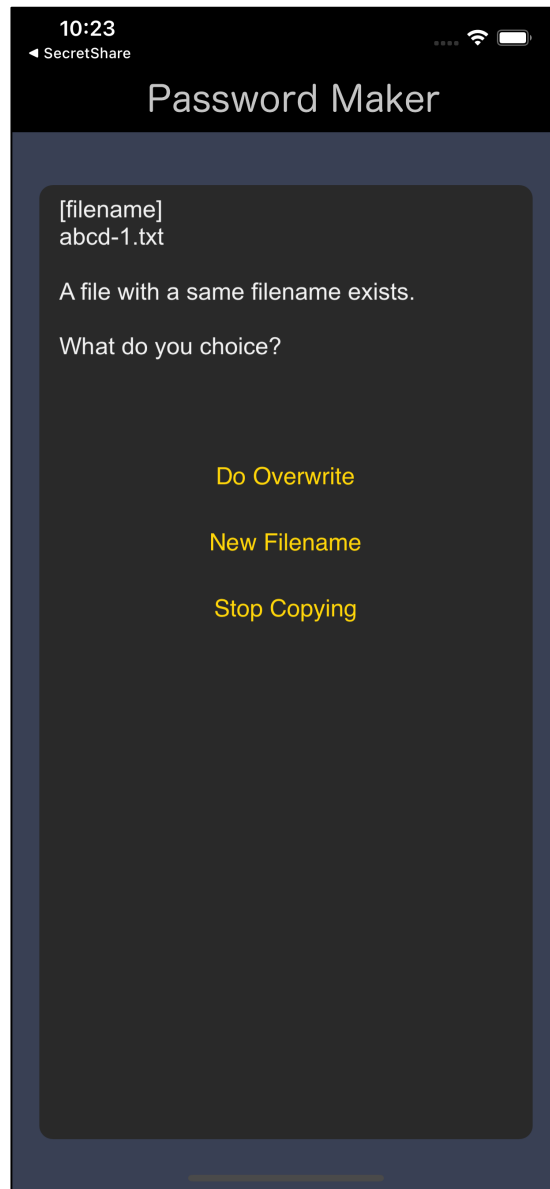 10:23
◀ SecretShare
Password Maker
[filename]
abcd-1.txt
A file with a same filename exists.
What do you choice?
Do Overwrite
New Filename
Stop Copying